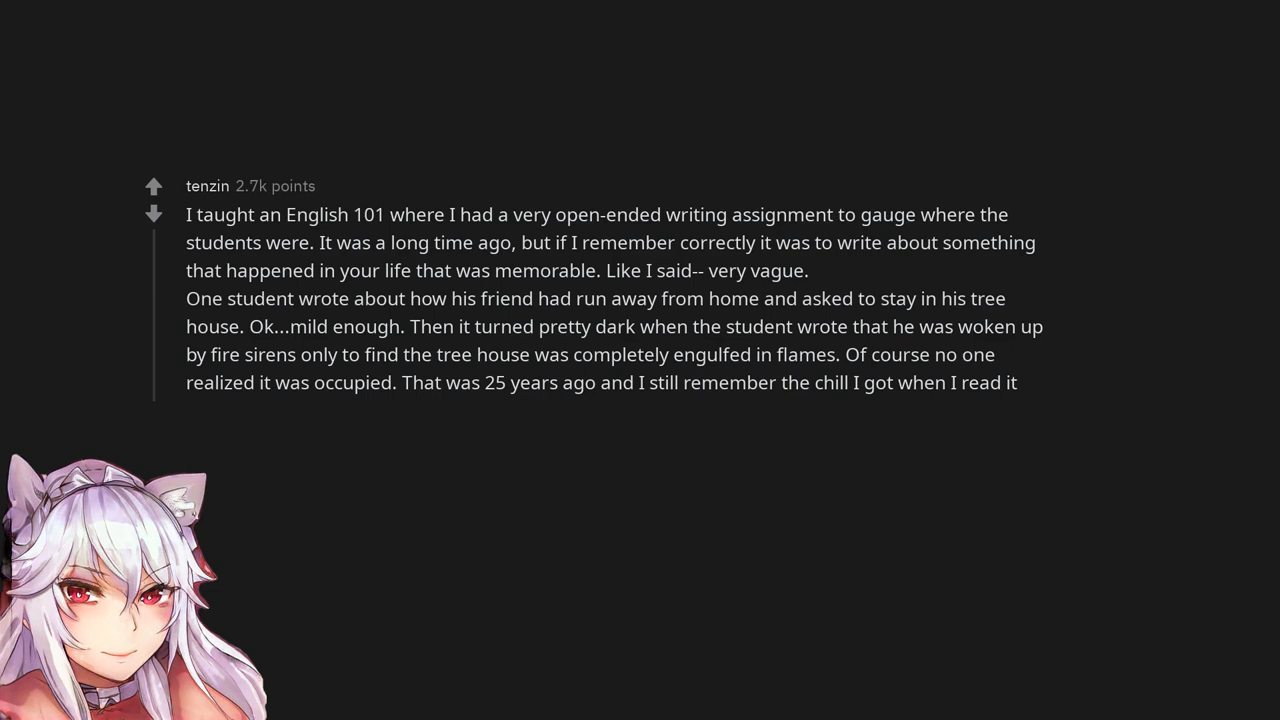 tenzin 2.7k points
I taught an English 101 where I had a very open-ended writing assignment to gauge where the
students were. It was a long time ago, but if I remember correctly it was to write about something
that happened in your life that was memorable. Like I said-- very vague.
One student wrote about how his friend had run away from home and asked to stay in his tree
house. Ok...mild enough. Then it turned pretty dark when the student wrote that he was woken up
by fire sirens only to find the tree house was completely engulfed in flames. Of course no one
realized it was occupied. That was 25 years ago and I still remember the chill I got when I read it